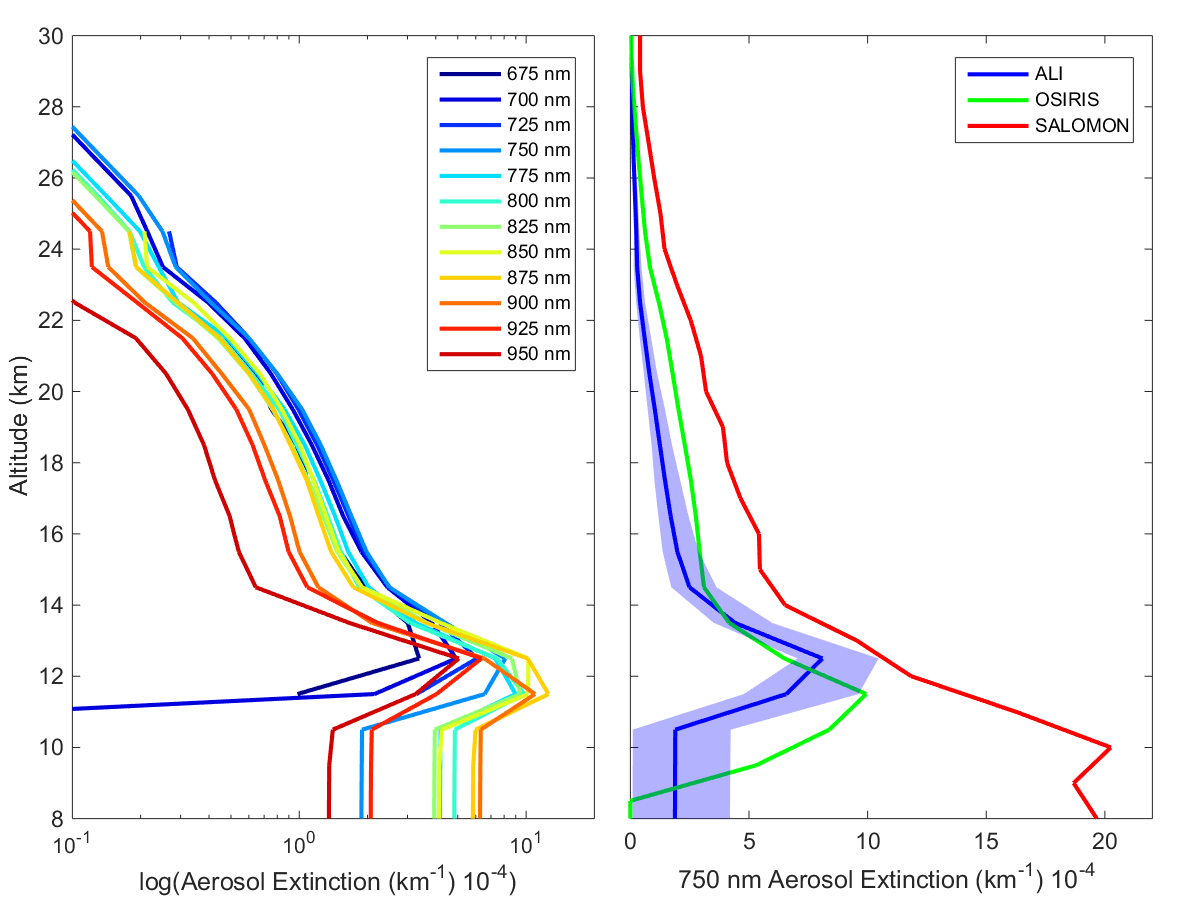 30
28
26
24
22
20
18
16
14
12
10
8
Altitude (km)
10^-1
10^0
10^1
log(Aerosol Extinction (km^-1) 10^-4)
675 nm
700 nm
725 nm
750 nm
775 nm
800 nm
825 nm
850 nm
875 nm
900 nm
925 nm
950 nm
ALI
OSIRIS
SALOMON
0
5
10
15
20
750 nm Aerosol Extinction (km^-1) 10^-4